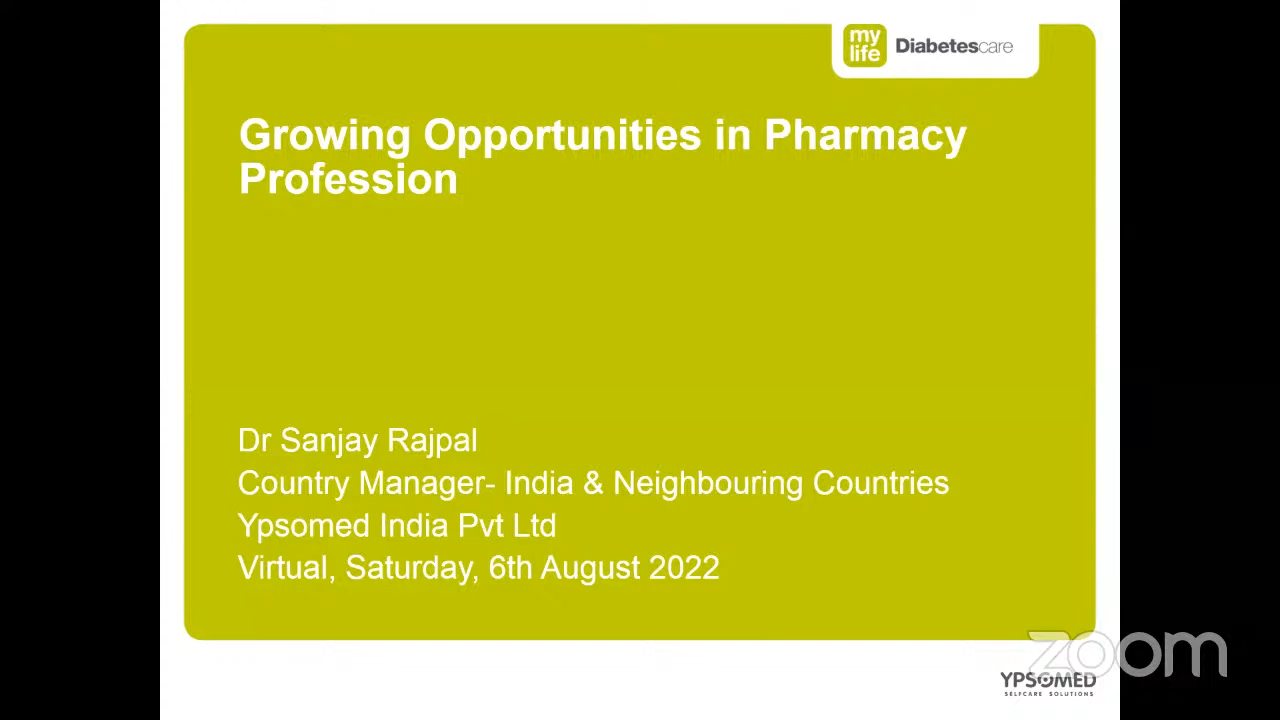 my
life
Diabetescare
Growing Opportunities in Pharmacy
Profession
Dr Sanjay Rajpal
Country Manager- India & Neighbouring Countries
Ypsomed India Pvt Ltd
Virtual, Saturday, 6th August 2022
zoom
YPSOMED
SELFCARE SOLUTIONS